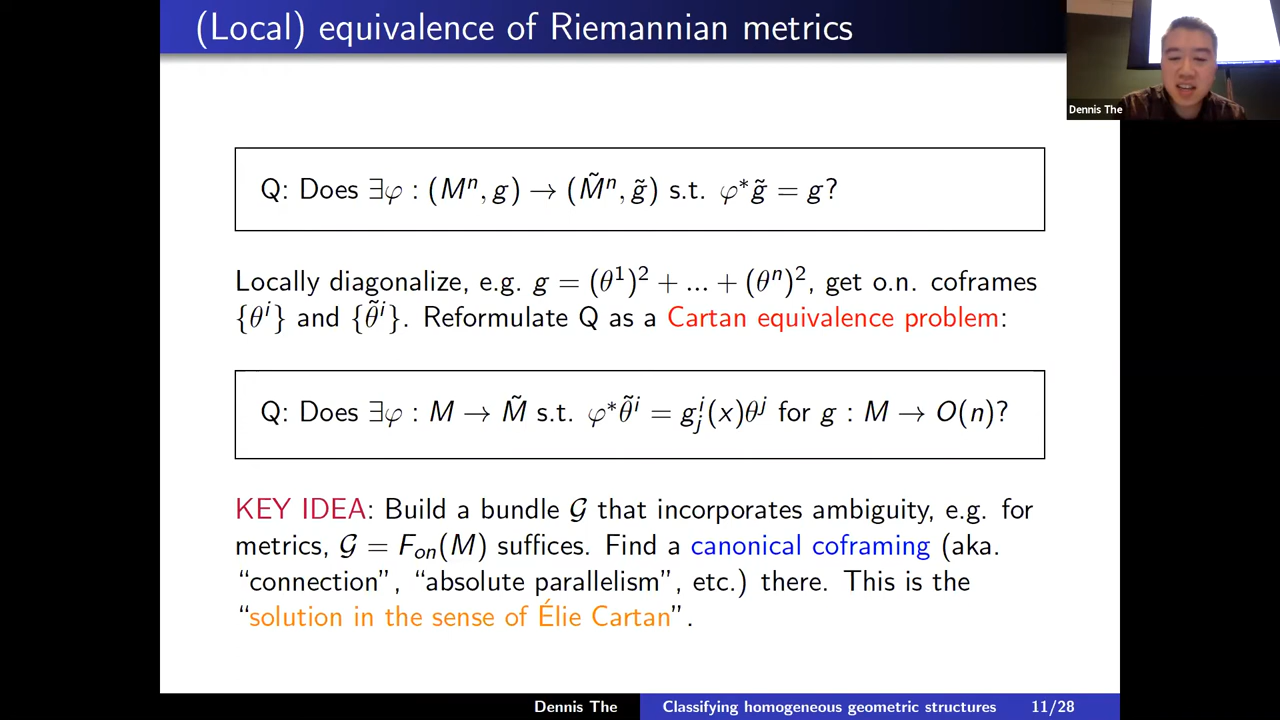 (Local) equivalence of Riemannian metrics
Dennis The
Q: Does ∃φ : (Mⁿ, g) → (M̃ⁿ, g̃) s.t. φ*g̃ = g?
Locally diagonalize, e.g. g = (θ¹)² + ... + (θⁿ)², get o.n. coframes
{θⁱ} and {θ̃ⁱ}. Reformulate Q as a Cartan equivalence problem:
Q: Does ∃φ : M → M̃ s.t. φ*θ̃ⁱ = gⁱⱼ(x)θʲ for g : M → O(n)?
KEY IDEA: Build a bundle 𝒢 that incorporates ambiguity, e.g. for
metrics, 𝒢 = Fₒₙ(M) suffices. Find a canonical coframing (aka.
“connection”, “absolute parallelism”, etc.) there. This is the
“solution in the sense of Élie Cartan”.
Dennis The
Classifying homogeneous geometric structures
11/28